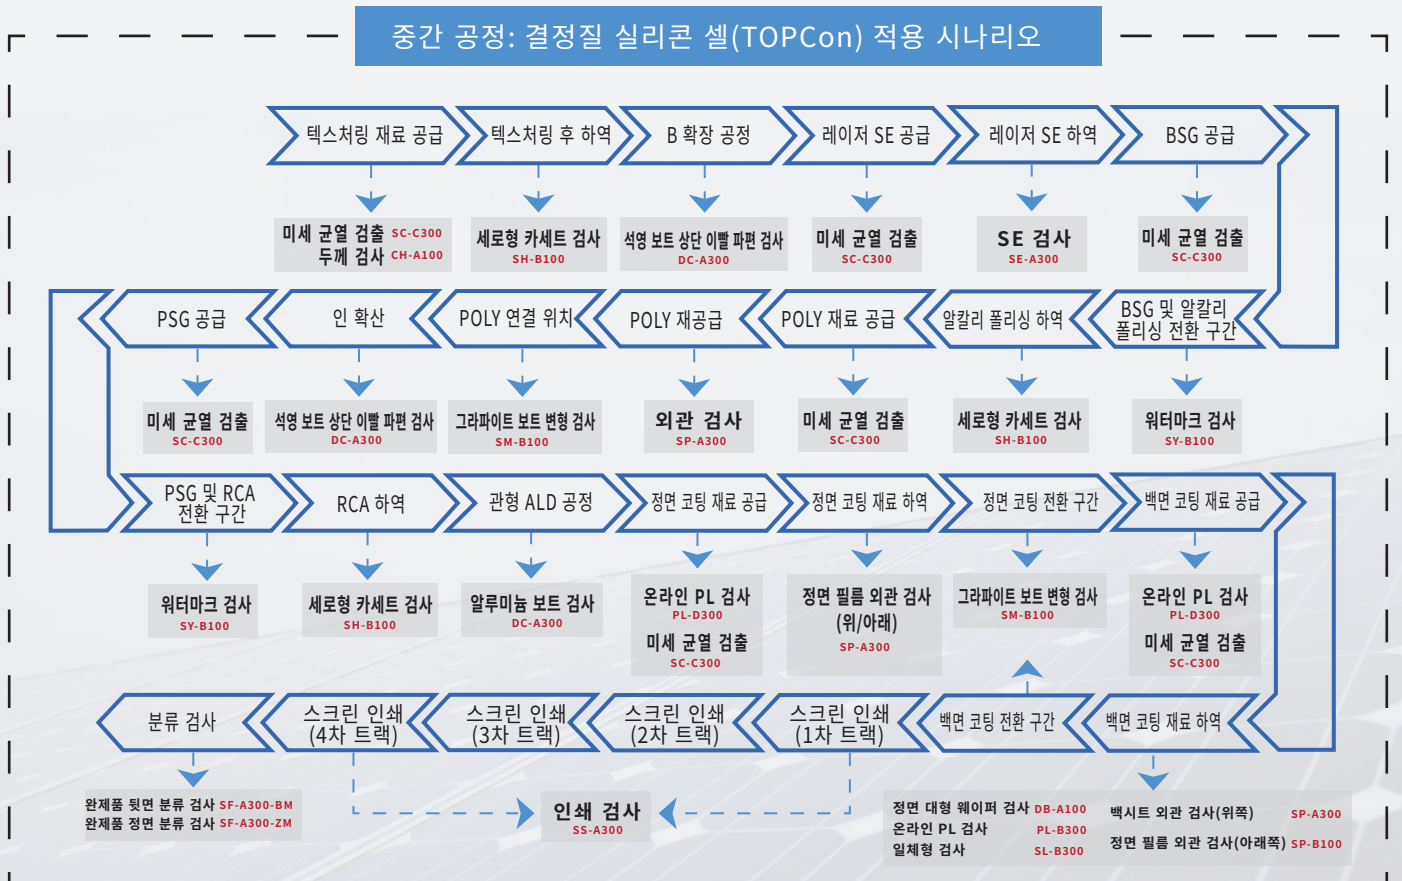 중간 공정: 결정질 실리콘 셀(TOPCon) 적용 시나리오
텍스처링 재료 공급
텍스처링 후 하역
B 확장 공정
레이저 SE 공급
레이저 SE 하역
BSG 공급
미세 균열 검출 SC-C300
두께 검사 CH-A100
세로형 카세트 검사
SH-B100
석영 보트 상단 이빨 파편 검사
DC-A300
미세 균열 검출
SC-C300
SE 검사
SE-A300
미세 균열 검출
SC-C300
PSG 공급
인 확산
POLY 연결 위치
POLY 재공급
POLY 재료 공급
알칼리 폴리싱 하역
BSG 및 알칼리
폴리싱 전환 구간
미세 균열 검출
SC-C300
석영 보트 상단 이빨 파편 검사
DC-A300
그라파이트 보트 변형 검사
SM-B100
외관 검사
SP-A300
미세 균열 검출
SC-C300
세로형 카세트 검사
SH-B100
워터마크 검사
SY-B100
PSG 및 RCA
전환 구간
RCA 하역
관형 ALD 공정
정면 코팅 재료 공급
정면 코팅 재료 하역
정면 코팅 전환 구간
백면 코팅 재료 공급
워터마크 검사
SY-B100
세로형 카세트 검사
SH-B100
알루미늄 보트 검사
DC-A300
온라인 PL 검사
PL-D300
미세 균열 검출
SC-C300
정면 필름 외관 검사
(위/아래)
SP-A300
그라파이트 보트 변형 검사
SM-B100
온라인 PL 검사
PL-D300
미세 균열 검출
SC-C300
분류 검사
스크린 인쇄
(4차 트랙)
스크린 인쇄
(3차 트랙)
스크린 인쇄
(2차 트랙)
스크린 인쇄
(1차 트랙)
백면 코팅 전환 구간
백면 코팅 재료 하역
완제품 뒷면 분류 검사 SF-A300-BM
완제품 정면 분류 검사 SF-A300-ZM
인쇄 검사
SS-A300
정면 대형 웨이퍼 검사 DB-A100
온라인 PL 검사 PL-B300
일체형 검사 SL-B300
백시트 외관 검사(위쪽) SP-A300
정면 필름 외관 검사(아래쪽) SP-B100